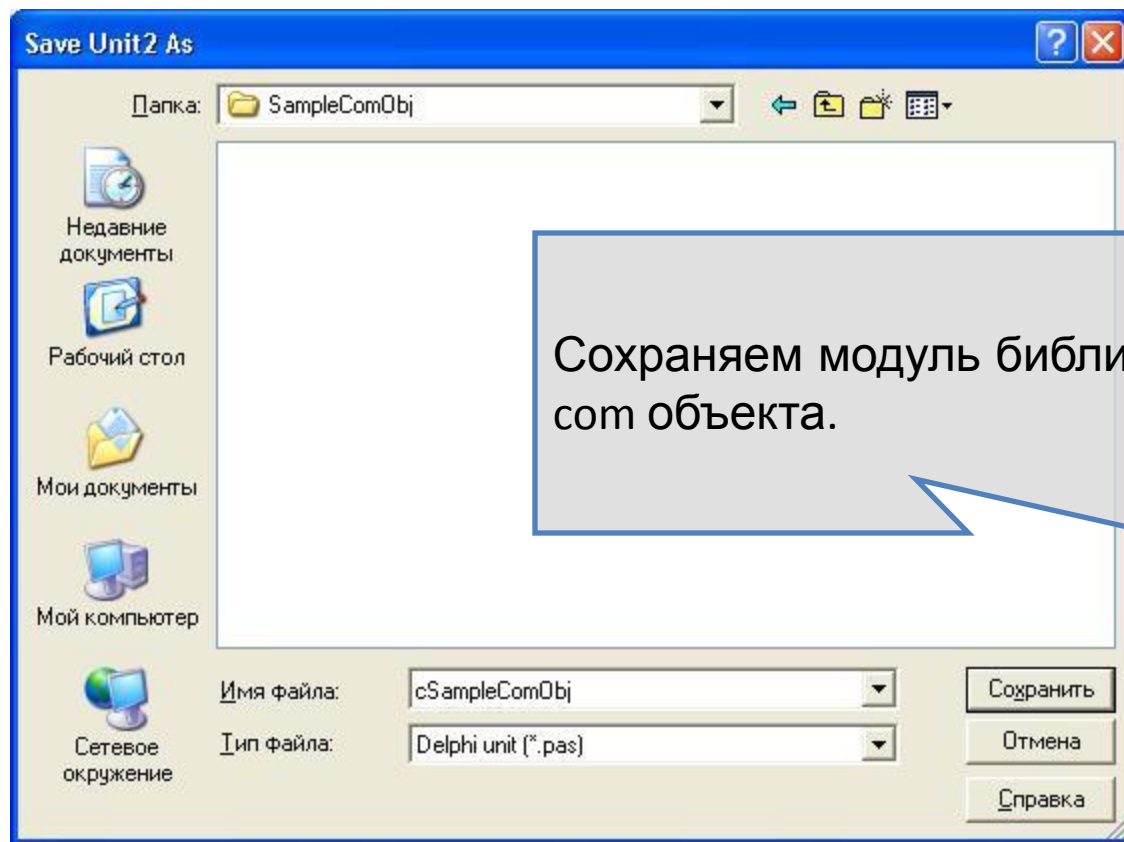 Save Unit2 As
Папка: SampleComObj
Недавние
документы
Рабочий стол
Мои документы
Мой компьютер
Сетевое
окружение
Сохраняем модуль
com объекта.
Имя файла: cSampleComObj
Тип файла: Delphi unit (*.pas)
Сохранить
Отмена
Справка